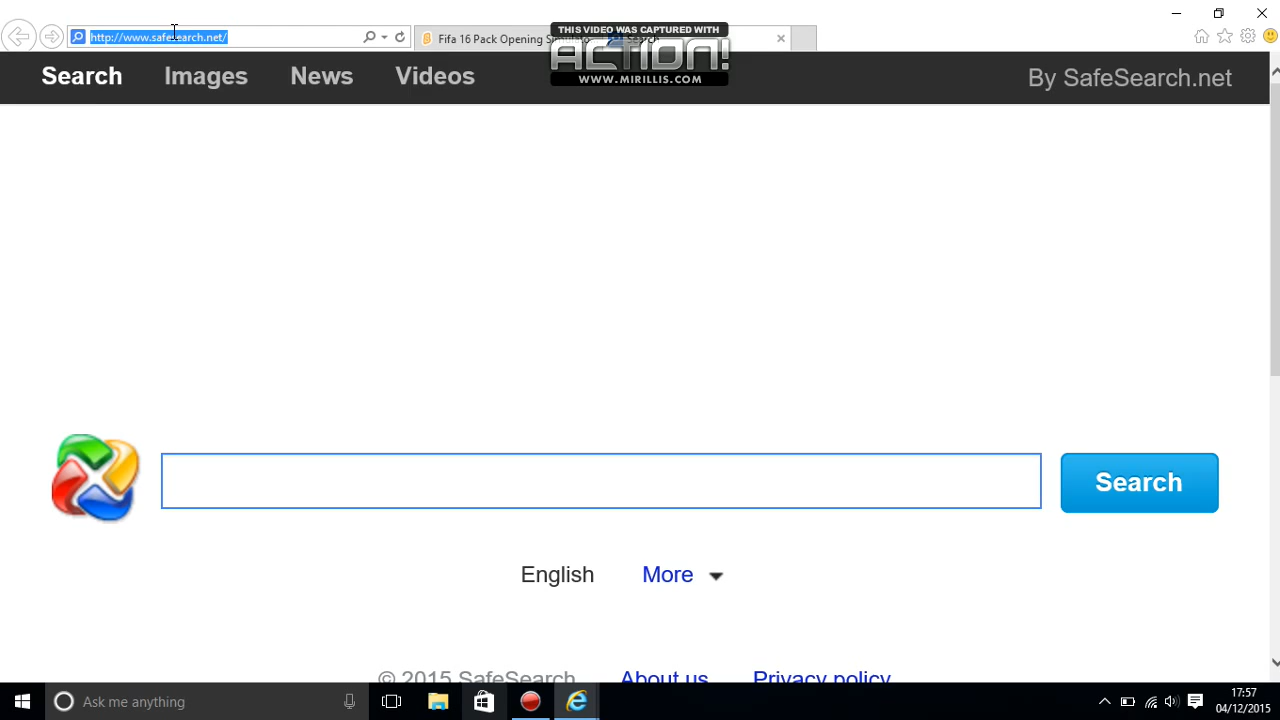 THIS VIDEO WAS CAPTURED WITH
ACTION!
WWW.MIRILLIS.COM
http://www.safesearch.net/
Fifa 16 Pack Opening
Search
Images
News
Videos
By SafeSearch.net
Search
English
More
© 2015 SafeSearch
About us
Privacy policy
Ask me anything
17:57
04/12/2015